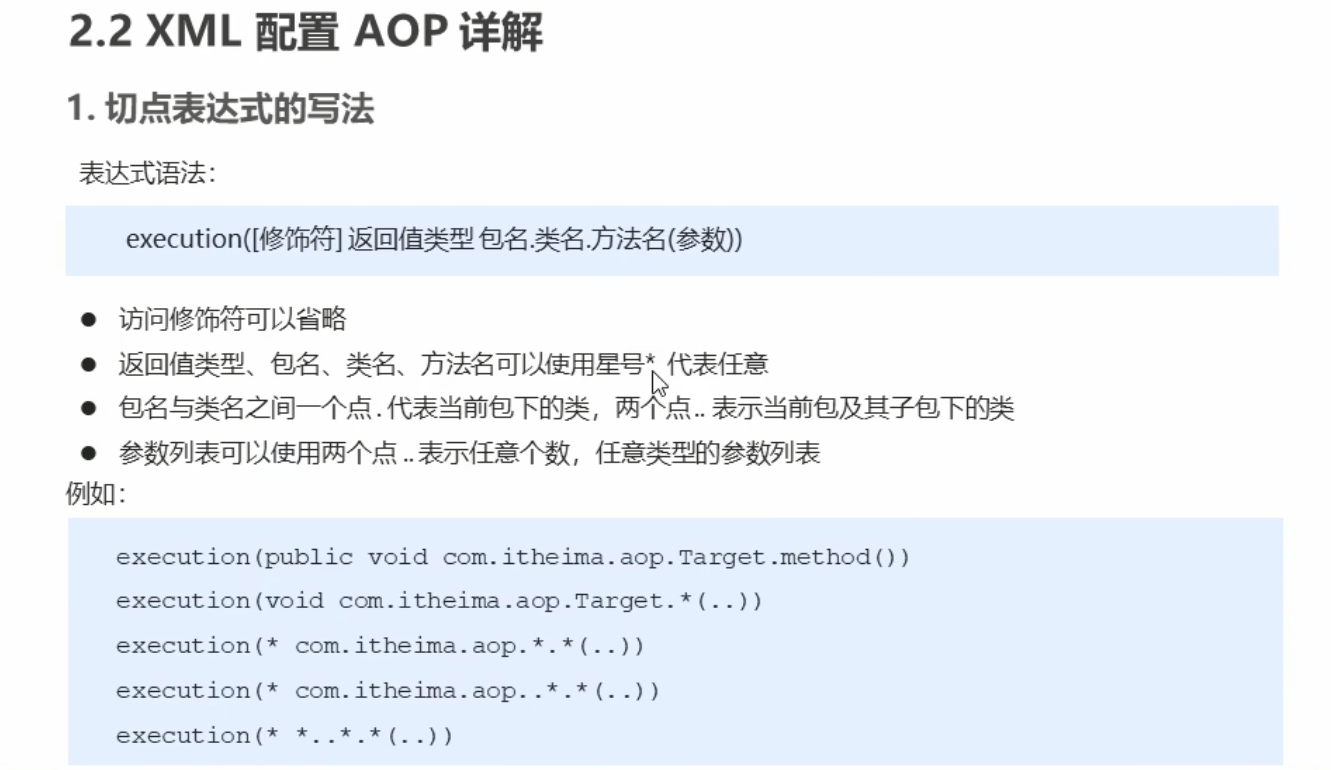 2.2 XML 配置 AOP 详解
1. 切点表达式的写法
表达式语法：
execution([修饰符] 返回值类型 包名.类名.方法名(参数))
● 访问修饰符可以省略
● 返回值类型、包名、类名、方法名可以使用星号* 代表任意
● 包名与类名之间一个点 . 代表当前包下的类，两个点 .. 表示当前包及其子包下的类
● 参数列表可以使用两个点 .. 表示任意个数，任意类型的参数列表
例如：
execution(public void com.itheima.aop.Target.method())
execution(void com.itheima.aop.Target.*(..))
execution(* com.itheima.aop.*.*(..))
execution(* com.itheima.aop..*.*(..))
execution(* *..*.*(..))